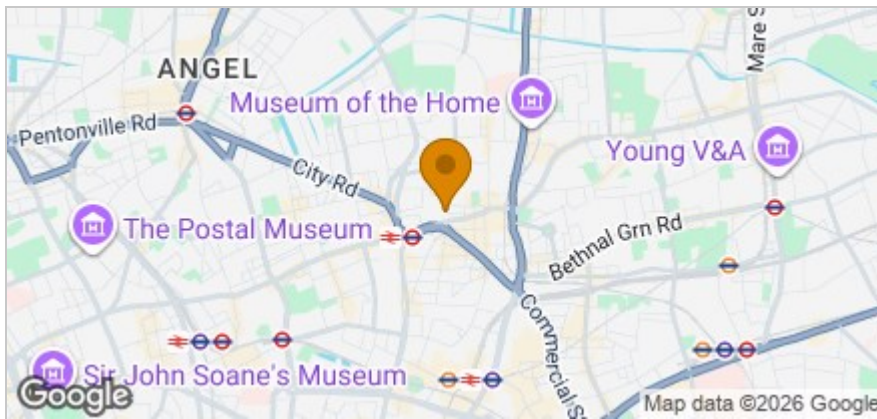 ANGEL
Museum of the Home
Mare S
Pentonville Rd
Young V&A
City Rd
The Postal Museum
Bethnal Grn Rd
Commercial St
Sir John Soane's Museum
Google
Map data ©2026 Google